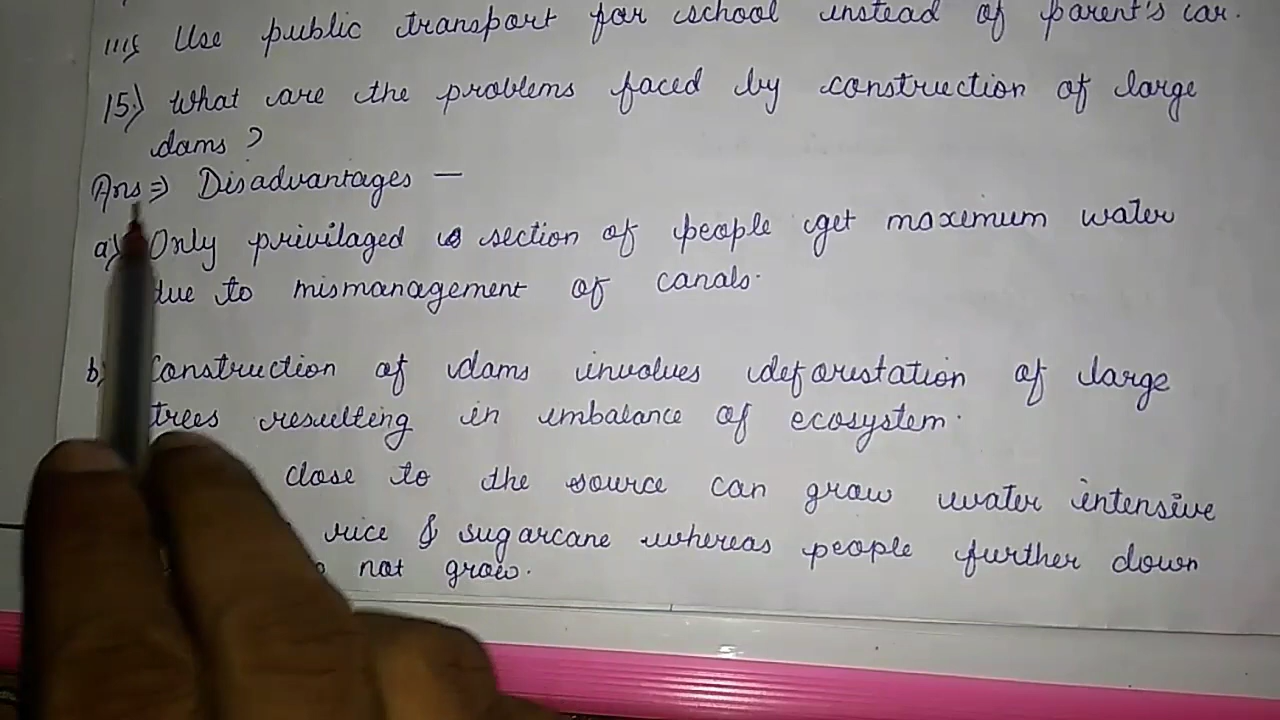 iii) Use public transport for school instead of parent's car.
15) What are the problems faced by construction of large
dams ?
Ans ⇒ Disadvantages —
a) Only privilaged section of people get maximum water
due to mismanagement of canals.
b) Construction of dams involves deforestation of large
trees resulting in imbalance of ecosystem.
close to the source can grow water intensive
rice & sugarcane whereas people further down
not grow.